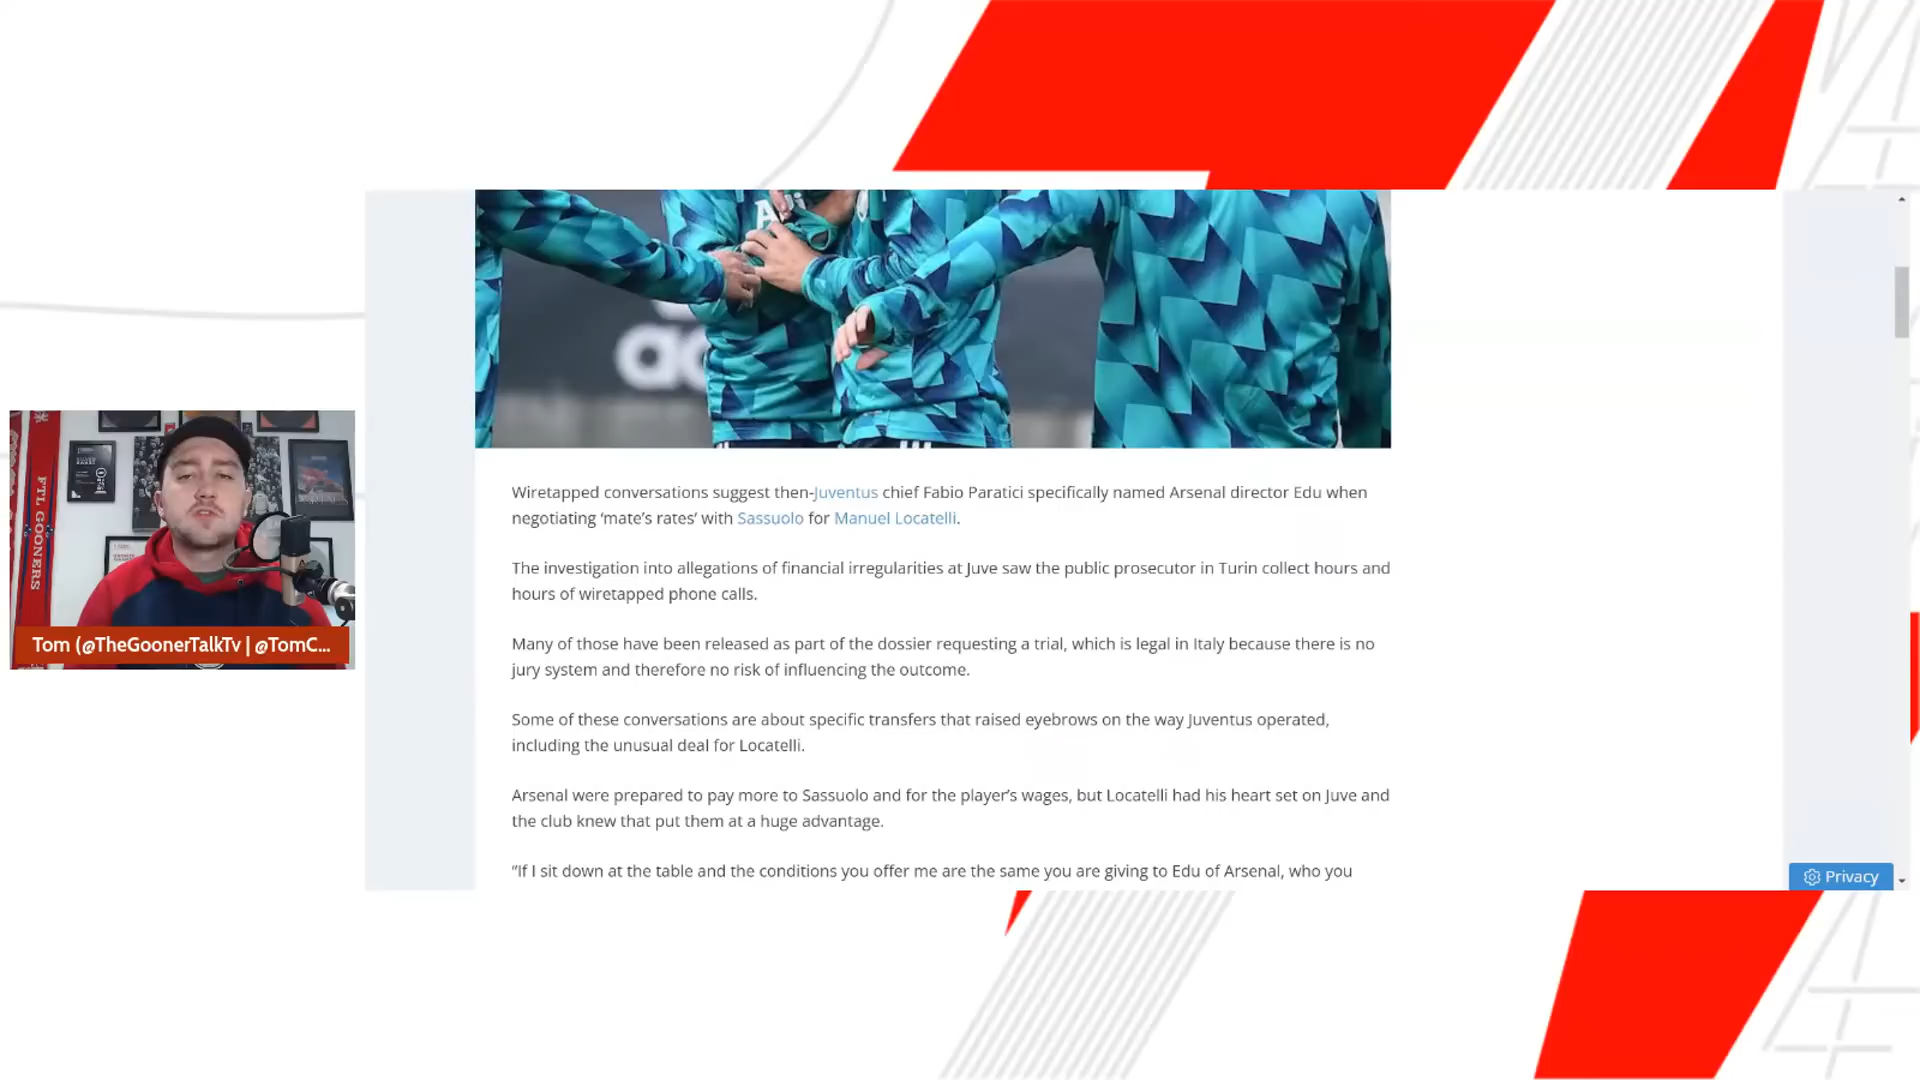 Wiretapped conversations suggest then-Juventus chief Fabio Paratici specifically named Arsenal director Edu when
negotiating ‘mate’s rates’ with Sassuolo for Manuel Locatelli.
The investigation into allegations of financial irregularities at Juve saw the public prosecutor in Turin collect hours and
hours of wiretapped phone calls.
Many of those have been released as part of the dossier requesting a trial, which is legal in Italy because there is no
jury system and therefore no risk of influencing the outcome.
Some of these conversations are about specific transfers that raised eyebrows on the way Juventus operated,
including the unusual deal for Locatelli.
Arsenal were prepared to pay more to Sassuolo and for the player’s wages, but Locatelli had his heart set on Juve and
the club knew that put them at a huge advantage.
“If I sit down at the table and the conditions you offer me are the same you are giving to Edu of Arsenal, who you
Privacy
FTL GOONERS
Tom (@TheGoonerTalkTv | @TomC...